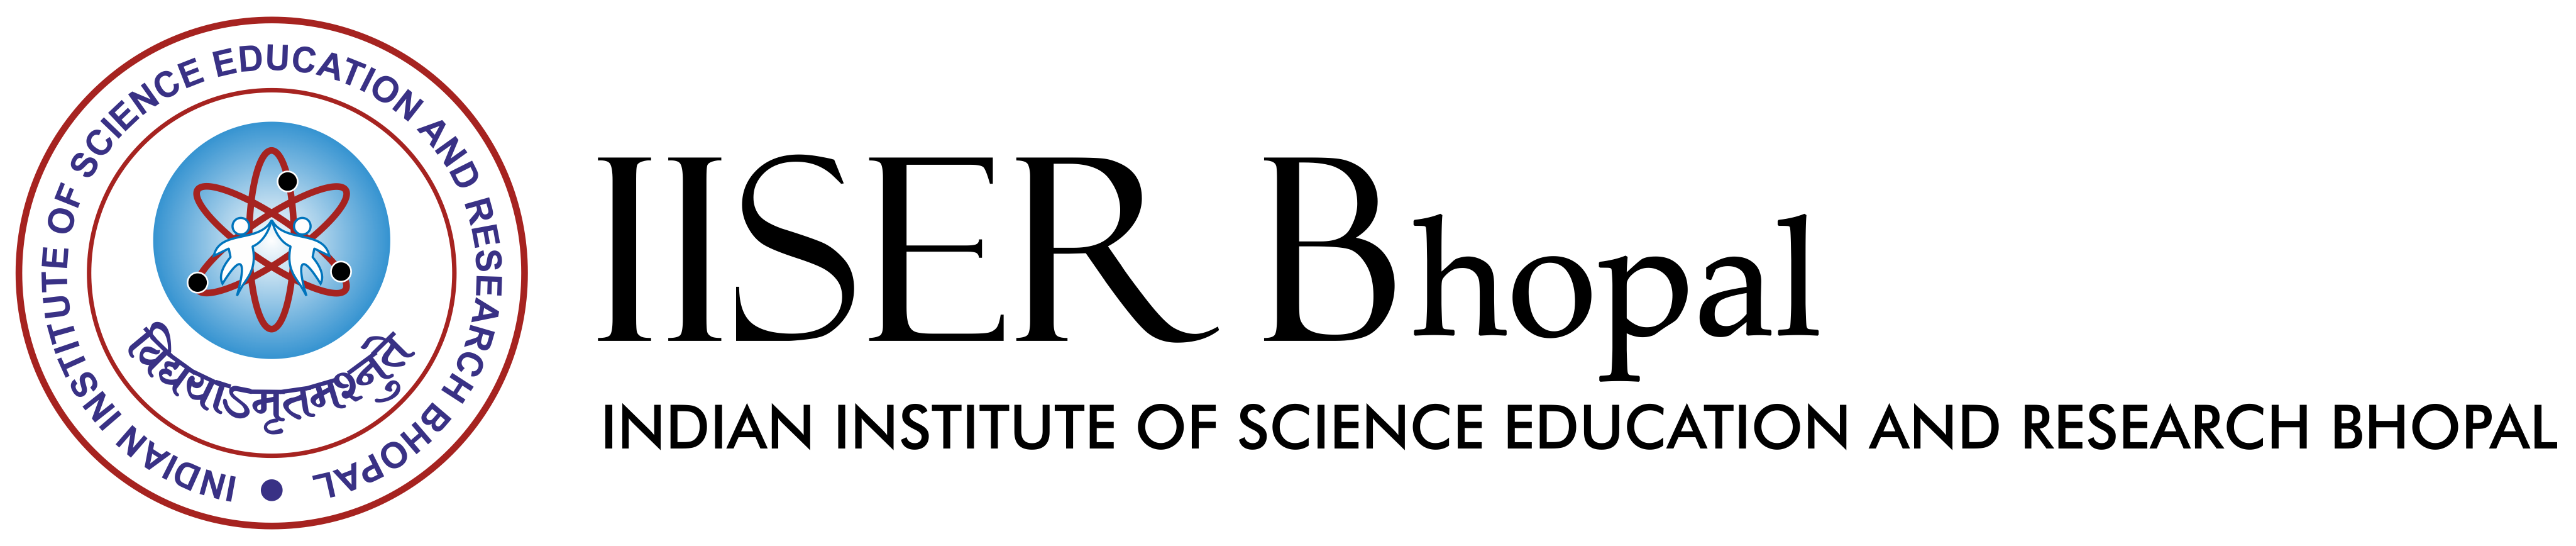 INDIAN INSTITUTE OF SCIENCE EDUCATION AND RESEARCH BHOPAL
विद्ययाऽमृतमश्नुते
IISER Bhopal
INDIAN INSTITUTE OF SCIENCE EDUCATION AND RESEARCH BHOPAL